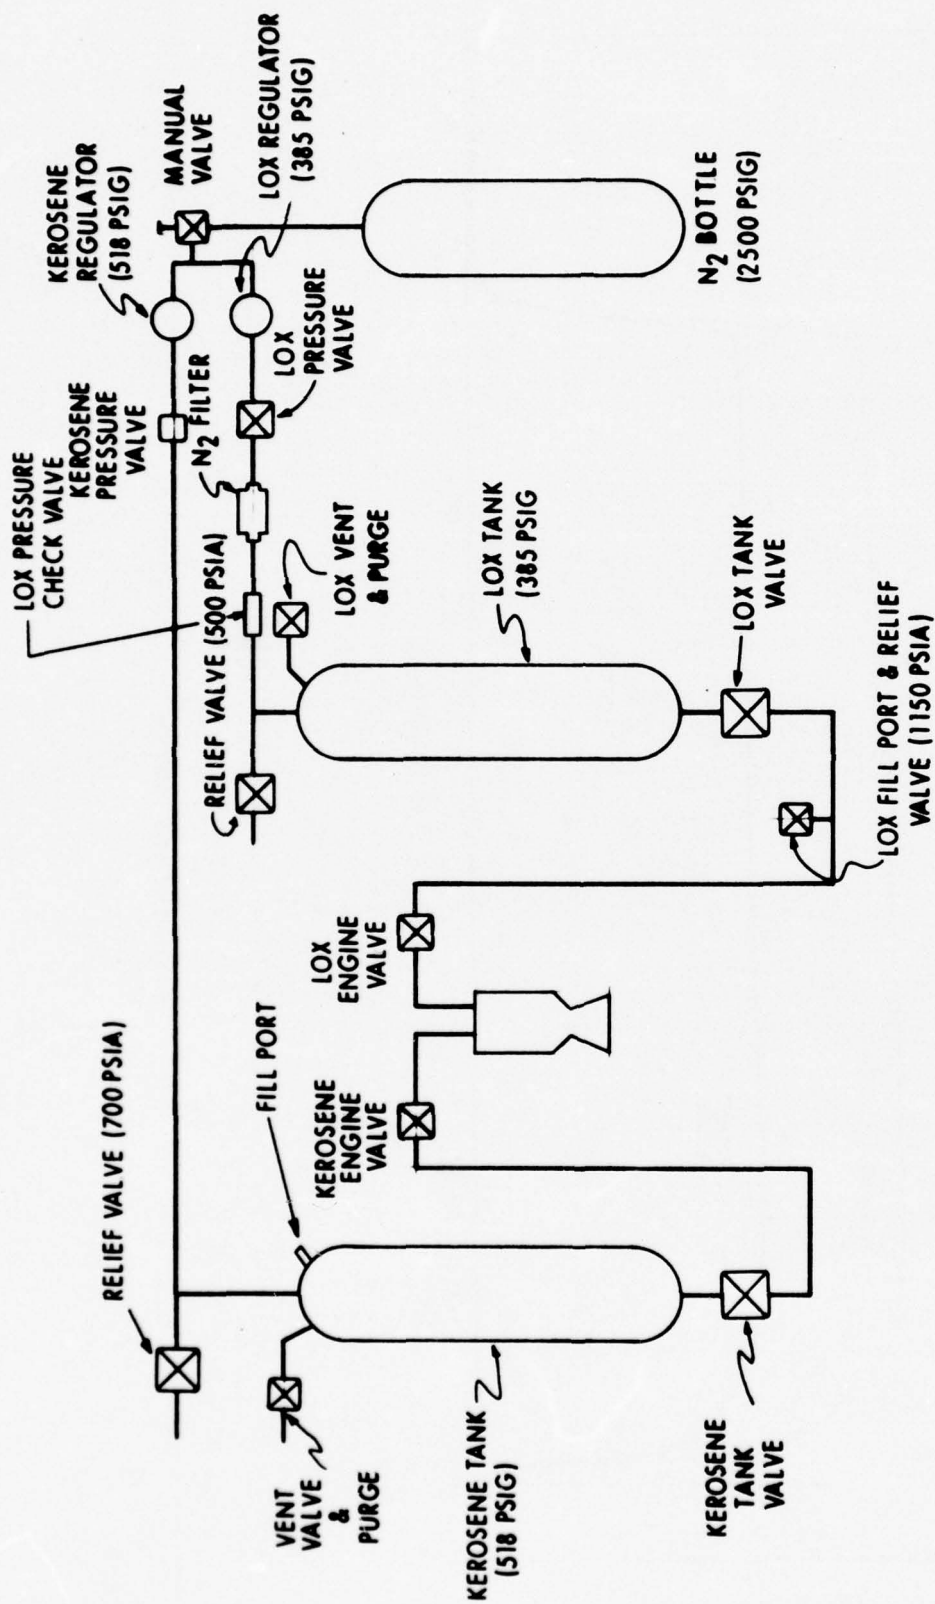 RELIEF VALVE (700 PSIA)
LOX PRESSURE
CHECK VALVE
KEROSENE
PRESSURE
VALVE
KEROSENE
REGULATOR
(518 PSIG)
MANUAL
VALVE
N2 FILTER
LOX REGULATOR
(385 PSIG)
LOX
PRESSURE
VALVE
RELIEF VALVE (500 PSIA)
LOX VENT
& PURGE
FILL PORT
VENT
VALVE
&
PURGE
KEROSENE
ENGINE
VALVE
LOX
ENGINE
VALVE
LOX TANK
(385 PSIG)
N2 BOTTLE
(2500 PSIG)
KEROSENE TANK
(518 PSIG)
KEROSENE
TANK
VALVE
LOX TANK
VALVE
LOX FILL PORT & RELIEF
VALVE (1150 PSIA)